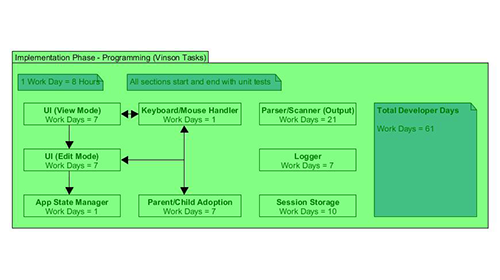 Implementation Phase - Programming (Vinson Tasks)
1 Work Day = 8 Hours
All sections start and end with unit tests
UI (View Mode)
Work Days = 7
Keyboard/Mouse Handler
Work Days = 1
Parser/Scanner (Output)
Work Days = 21
Total Developer Days
Work Days = 61
UI (Edit Mode)
Work Days = 7
Logger
Work Days = 7
App State Manager
Work Days = 1
Parent/Child Adoption
Work Days = 7
Session Storage
Work Days = 10